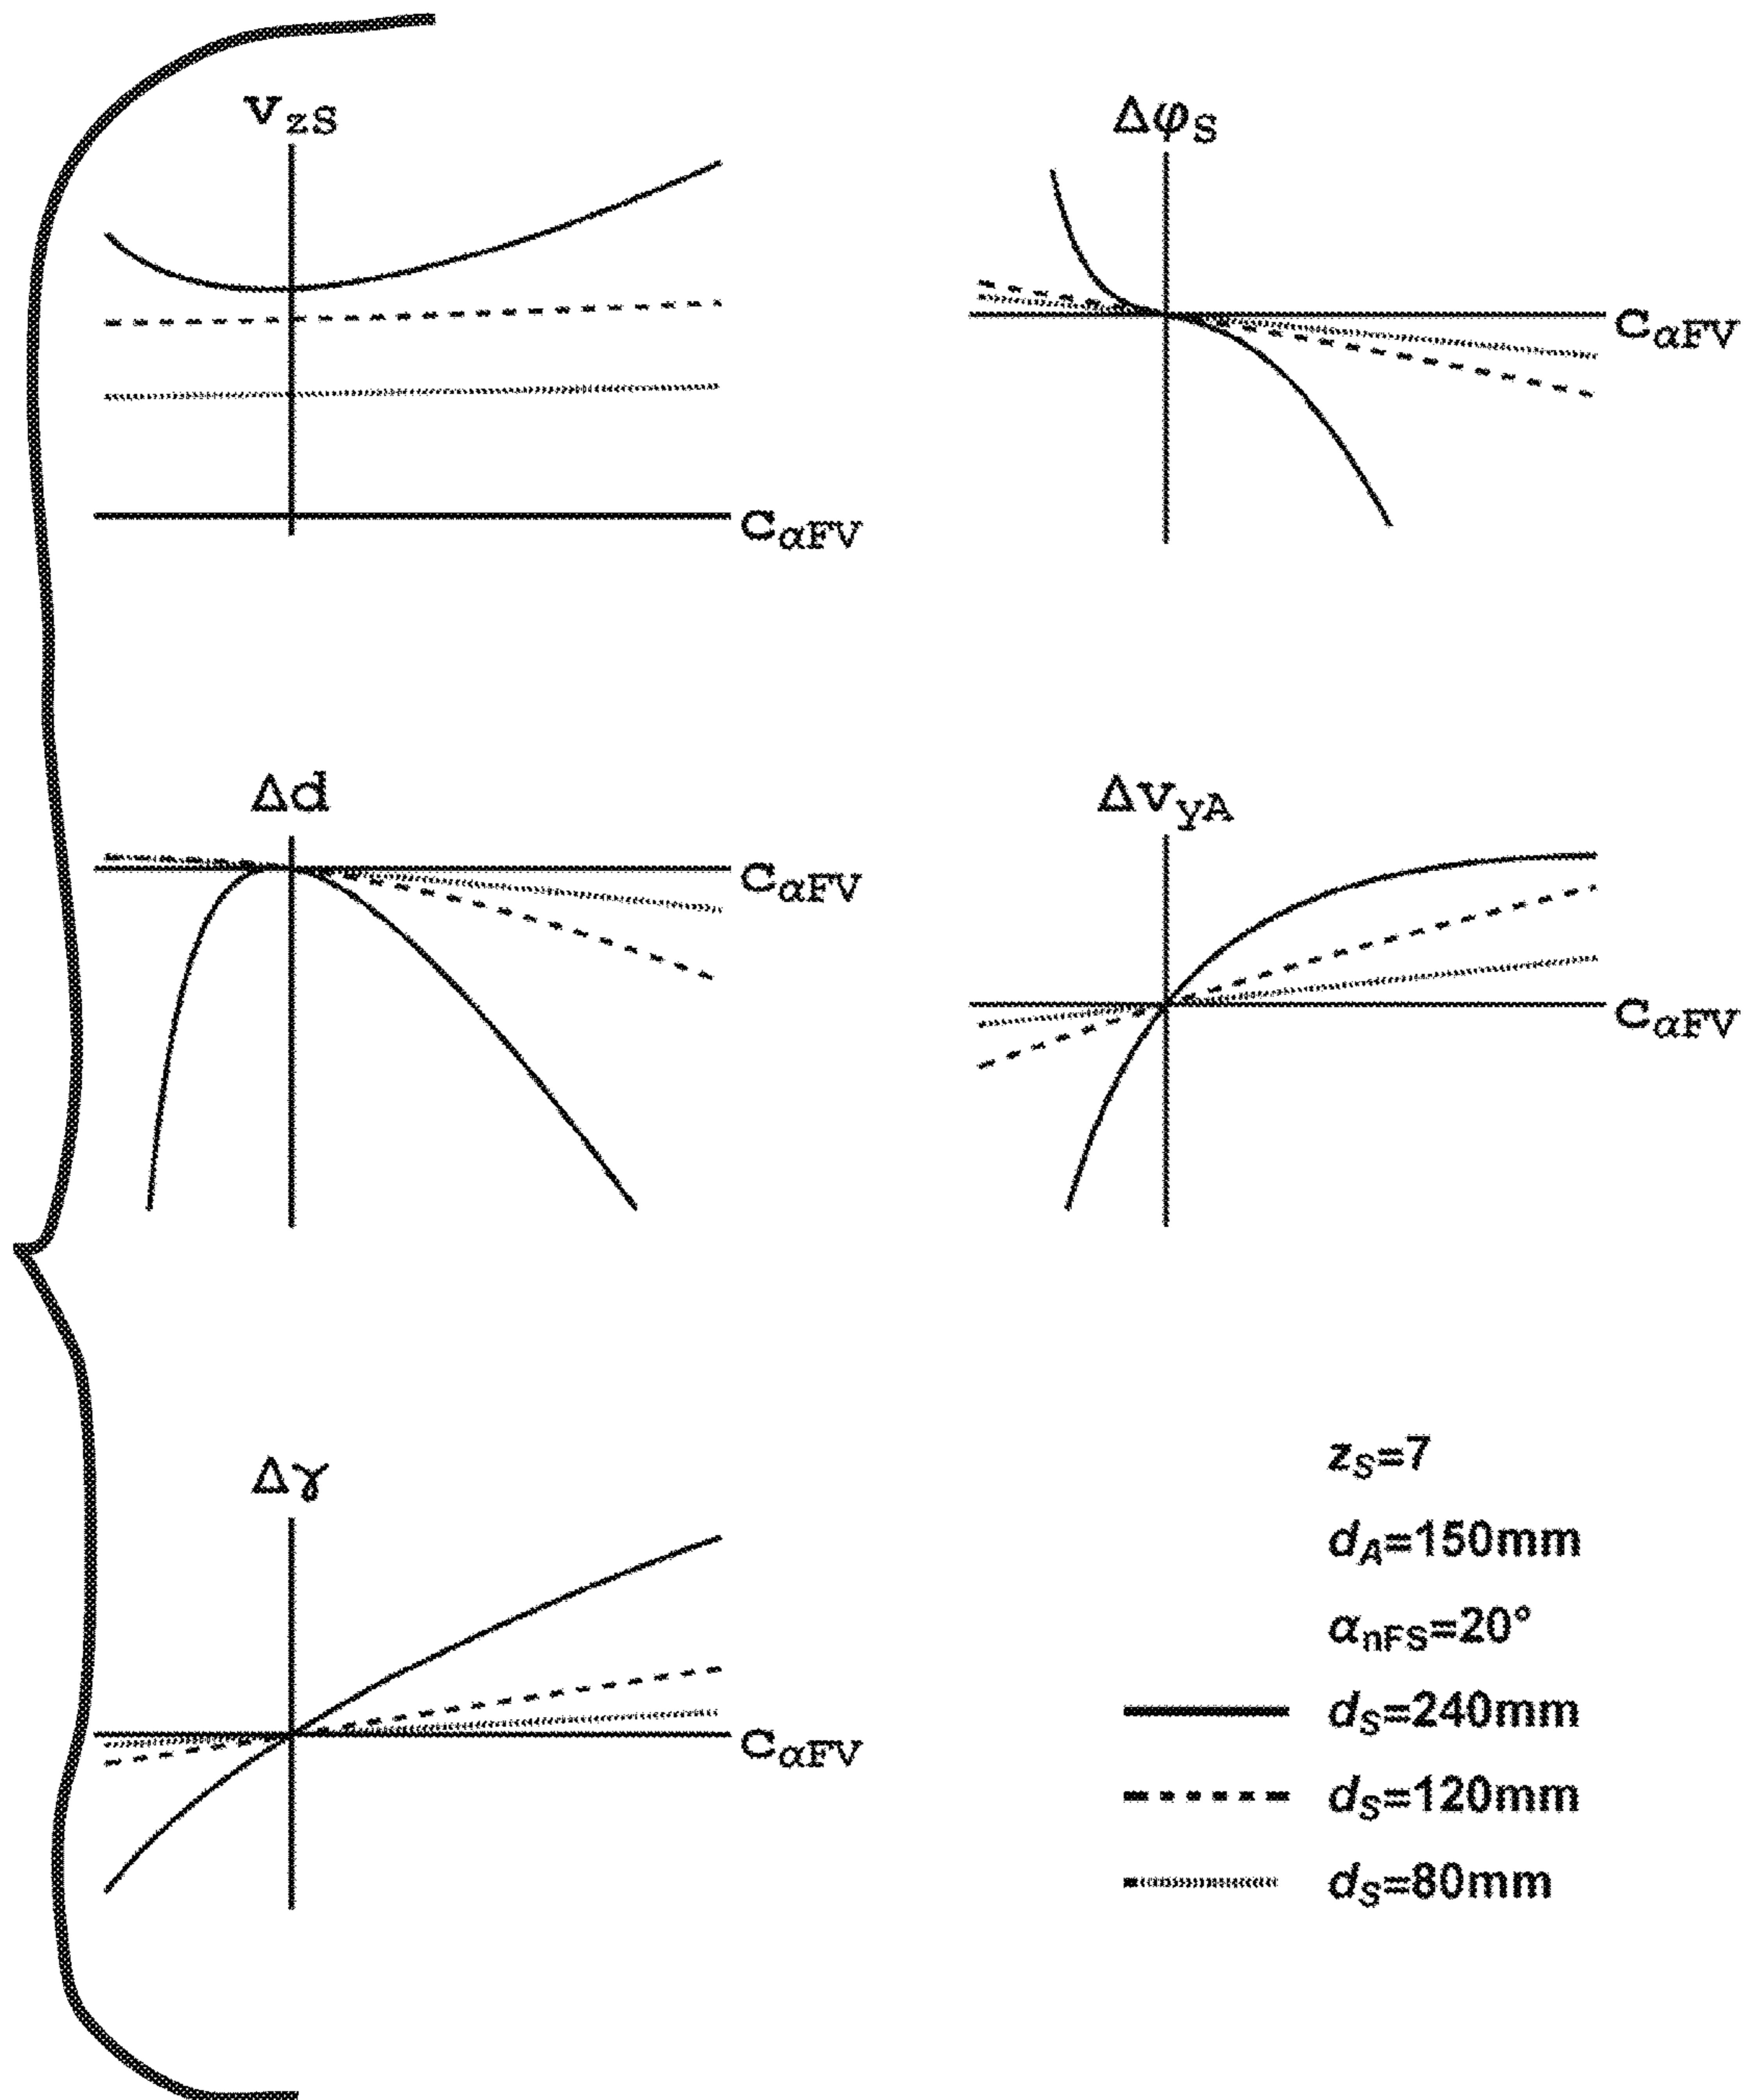 v_zS
Δφ_S
c_αFV
c_αFV
Δd
Δv_yA
c_αFV
c_αFV
Δγ
c_αFV
z_S=7
d_A=150mm
α_nFS=20°
d_S=240mm
d_S=120mm
d_S=80mm